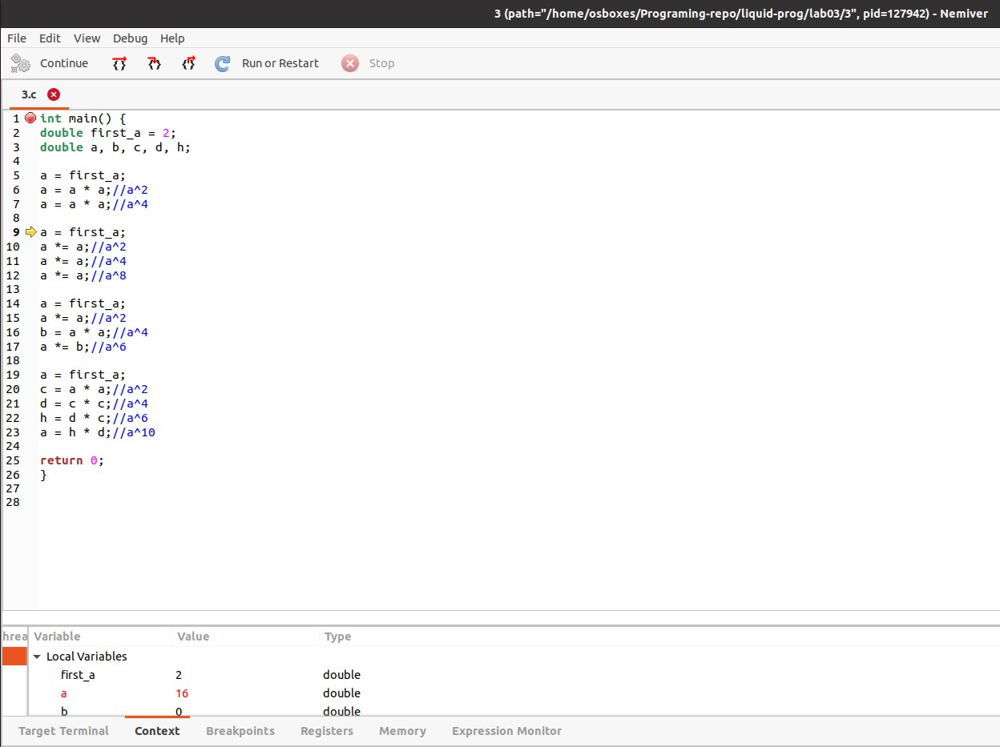 3 (path="/home/osboxes/Programing-repo/liquid-prog/lab03/3", pid=127942) - Nemiver
File Edit View Debug Help
Continue Run or Restart Stop
3.c
1 int main() {
2 double first_a = 2;
3 double a, b, c, d, h;
4
5 a = first_a;
6 a = a * a;//a^2
7 a = a * a;//a^4
8
9 a = first_a;
10 a *= a;//a^2
11 a *= a;//a^4
12 a *= a;//a^8
13
14 a = first_a;
15 a *= a;//a^2
16 b = a * a;//a^4
17 a *= b;//a^6
18
19 a = first_a;
20 c = a * a;//a^2
21 d = c * c;//a^4
22 h = d * c;//a^6
23 a = h * d;//a^10
24
25 return 0;
26 }
27
28
hrea Variable Value Type
Local Variables
first_a 2 double
a 16 double
b 0 double
Target Terminal Context Breakpoints Registers Memory Expression Monitor